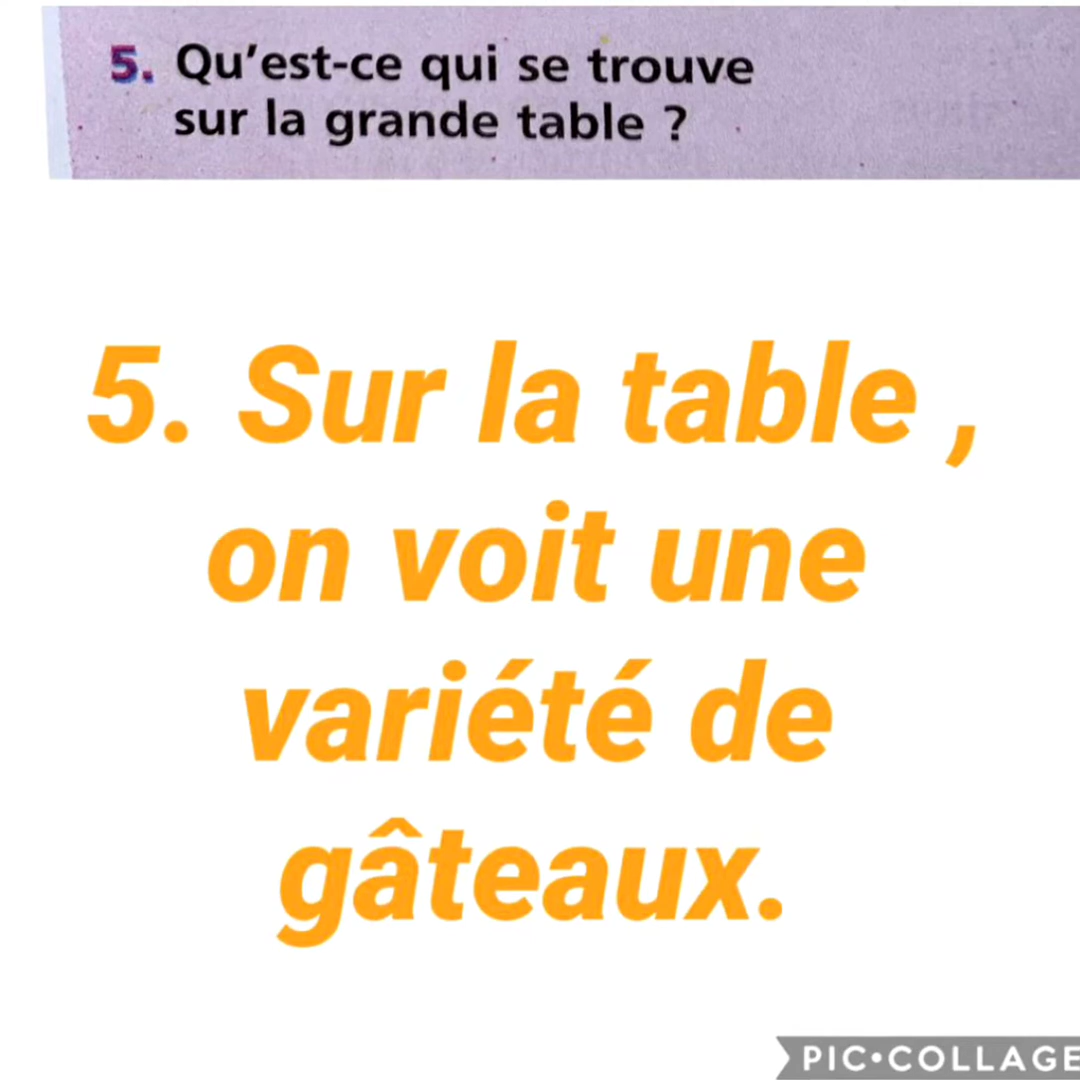 5. Qu'est-ce qui se trouve
sur la grande table ?
5. Sur la table ,
on voit une
variété de
gâteaux.
PIC•COLLAGE